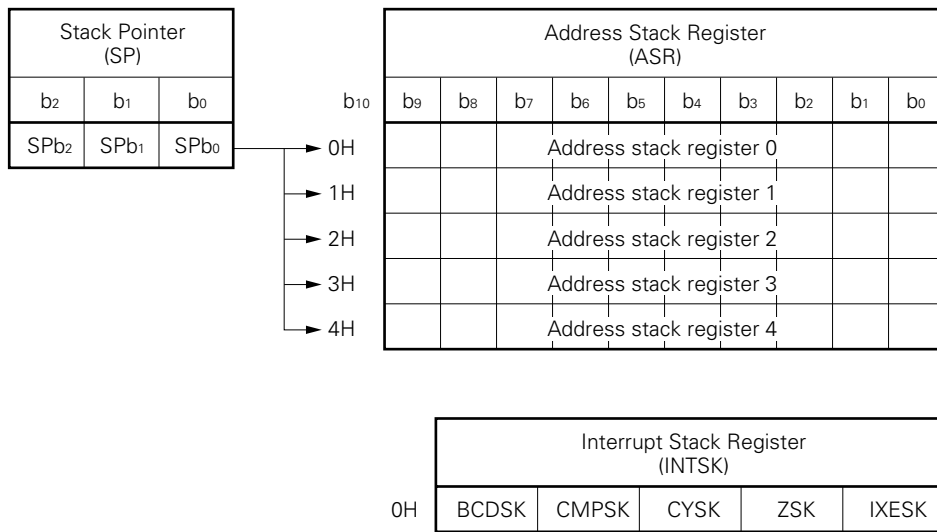 Stack Pointer
(SP)
b2 b1 b0
SPb2 SPb1 SPb0
Address Stack Register
(ASR)
b10 b9 b8 b7 b6 b5 b4 b3 b2 b1 b0
0H Address stack register 0
1H Address stack register 1
2H Address stack register 2
3H Address stack register 3
4H Address stack register 4
Interrupt Stack Register
(INTSK)
0H BCDSK CMPSK CYSK ZSK IXESK